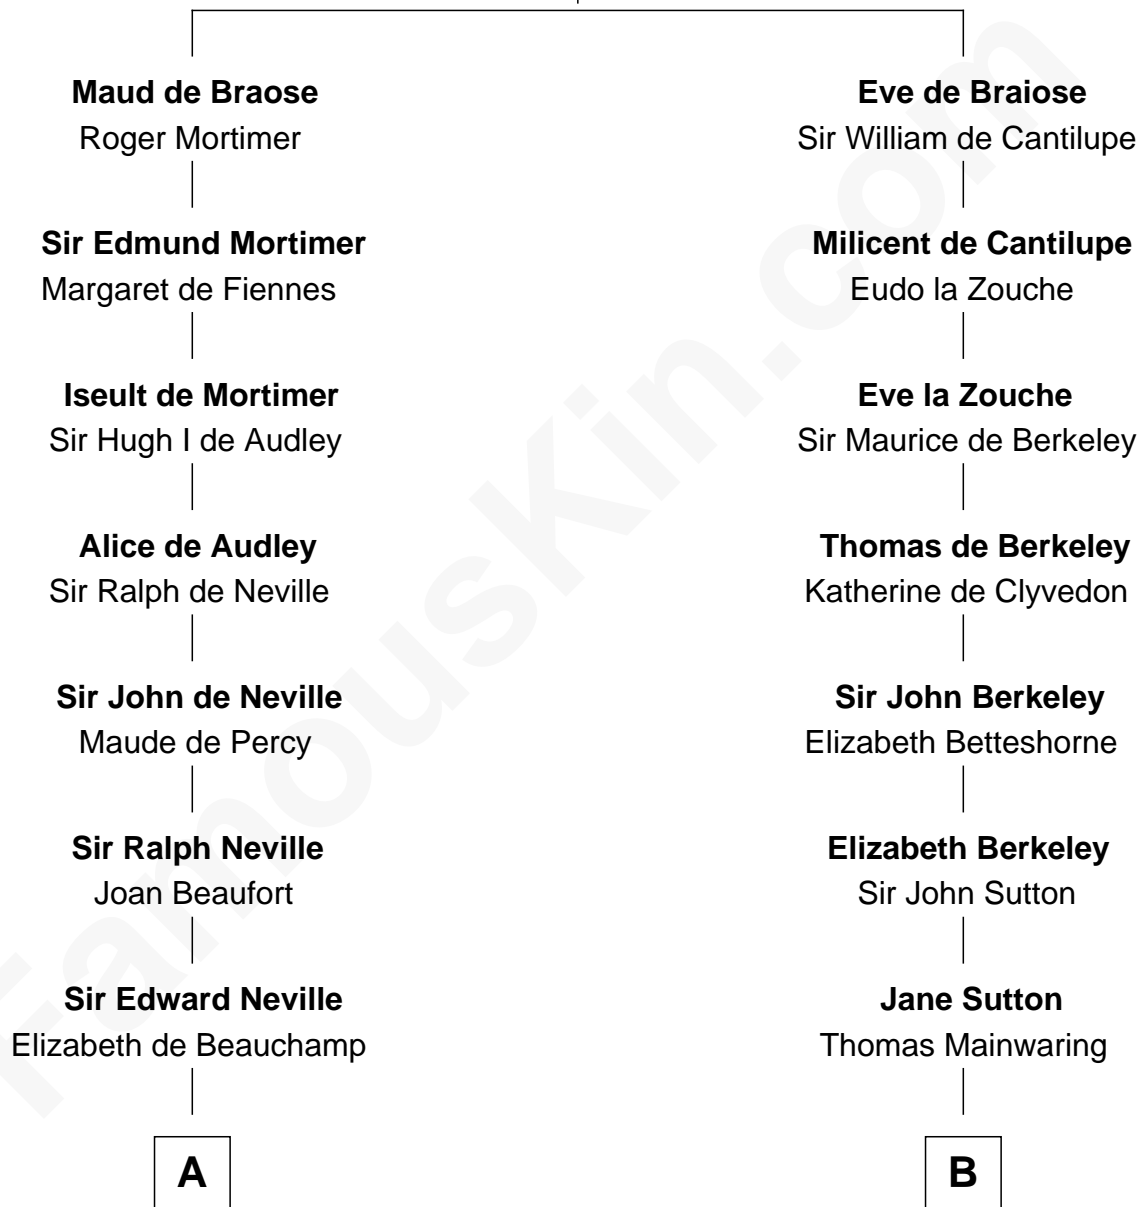 Maud de Braose
Roger Mortimer
Sir Edmund Mortimer
Margaret de Fiennes
Iseult de Mortimer
Sir Hugh I de Audley
Alice de Audley
Sir Ralph de Neville
Sir John de Neville
Maude de Percy
Sir Ralph Neville
Joan Beaufort
Sir Edward Neville
Elizabeth de Beauchamp
A
Eve de Braiose
Sir William de Cantilupe
Milicent de Cantilupe
Eudo la Zouche
Eve la Zouche
Sir Maurice de Berkeley
Thomas de Berkeley
Katherine de Clyvedon
Sir John Berkeley
Elizabeth Betteshorne
Elizabeth Berkeley
Sir John Sutton
Jane Sutton
Thomas Mainwaring
B
FamousKin.com